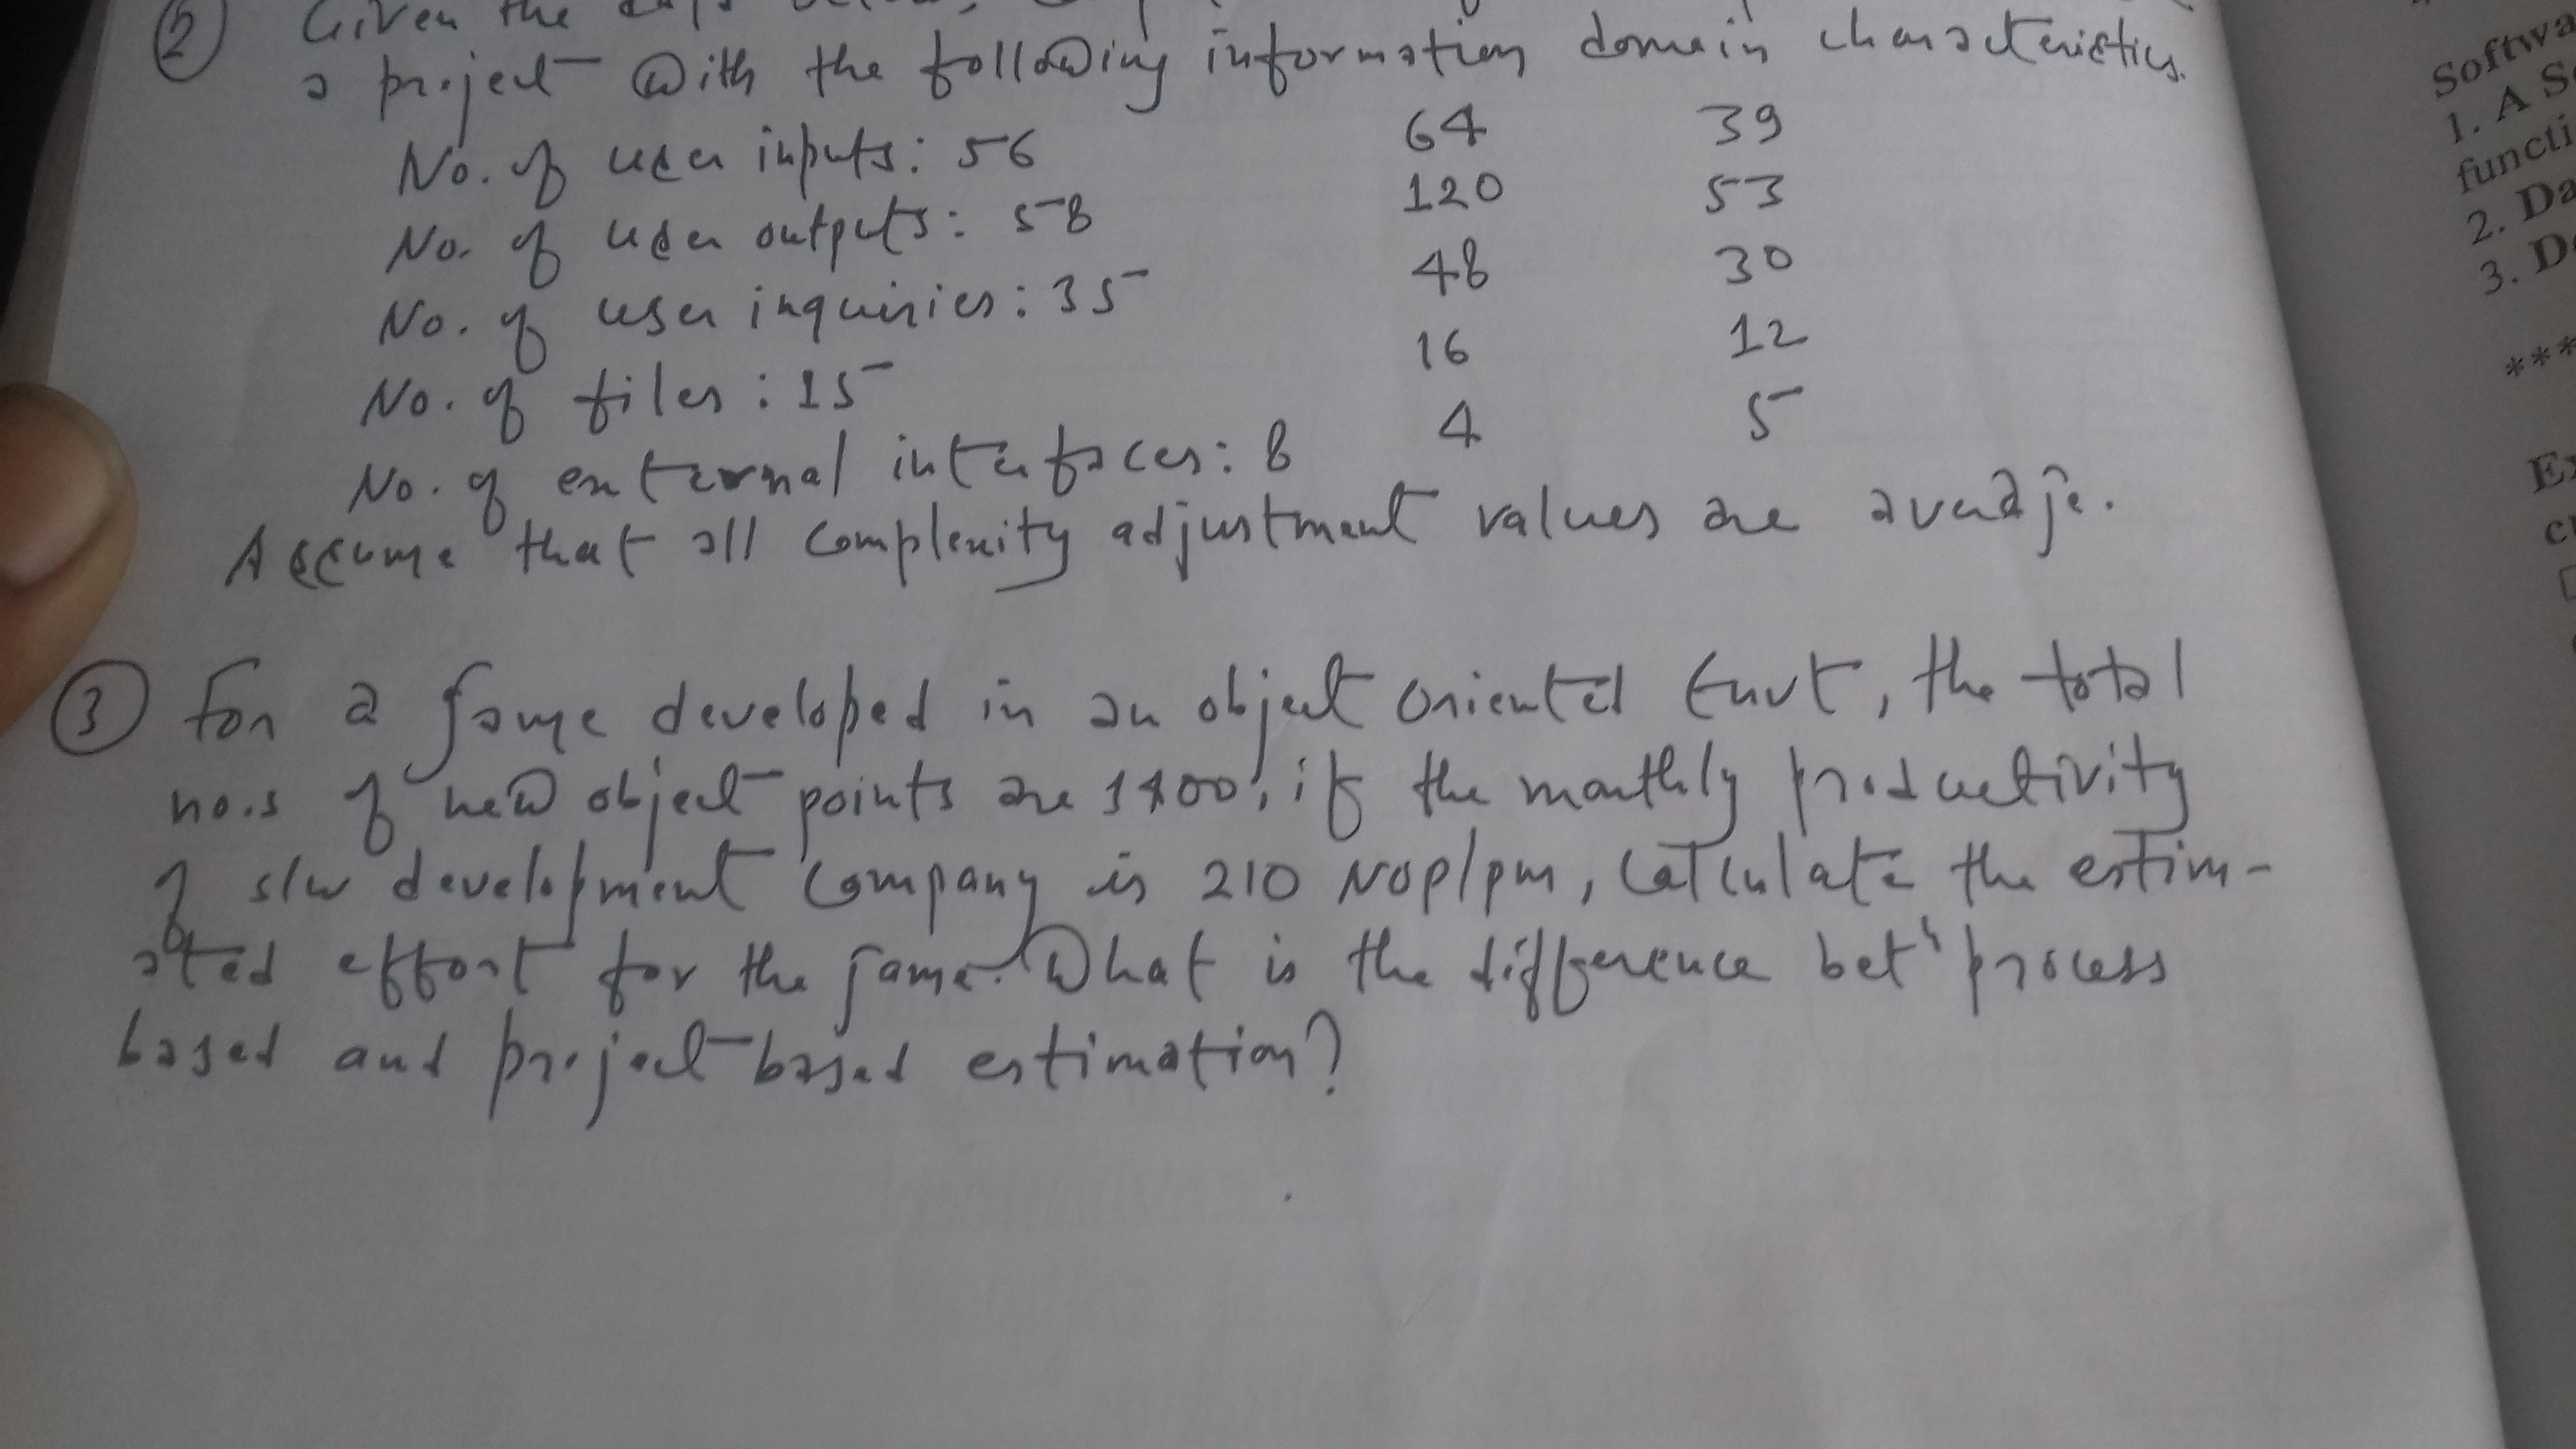 ② Given the
a project with the following information domain characteristics.
No. of user inputs: 56 64 39
No. of user outputs: 58 120 53
No. of user inquiries: 35 48 30
No. of files: 15 16 12
No. of external interfaces: 8 4 5
Assume that all complexity adjustment values are average.
③ For a game developed in an object oriented Envt, the total
no.s of new object points are 1400, if the monthly productivity
of s/w development company is 210 NOP/pm, calculate the estim-
ated effort for the game. What is the difference betn process
based and project based estimation?
Softwa
1. A S
functi
2. Da
3. D
***
Ex